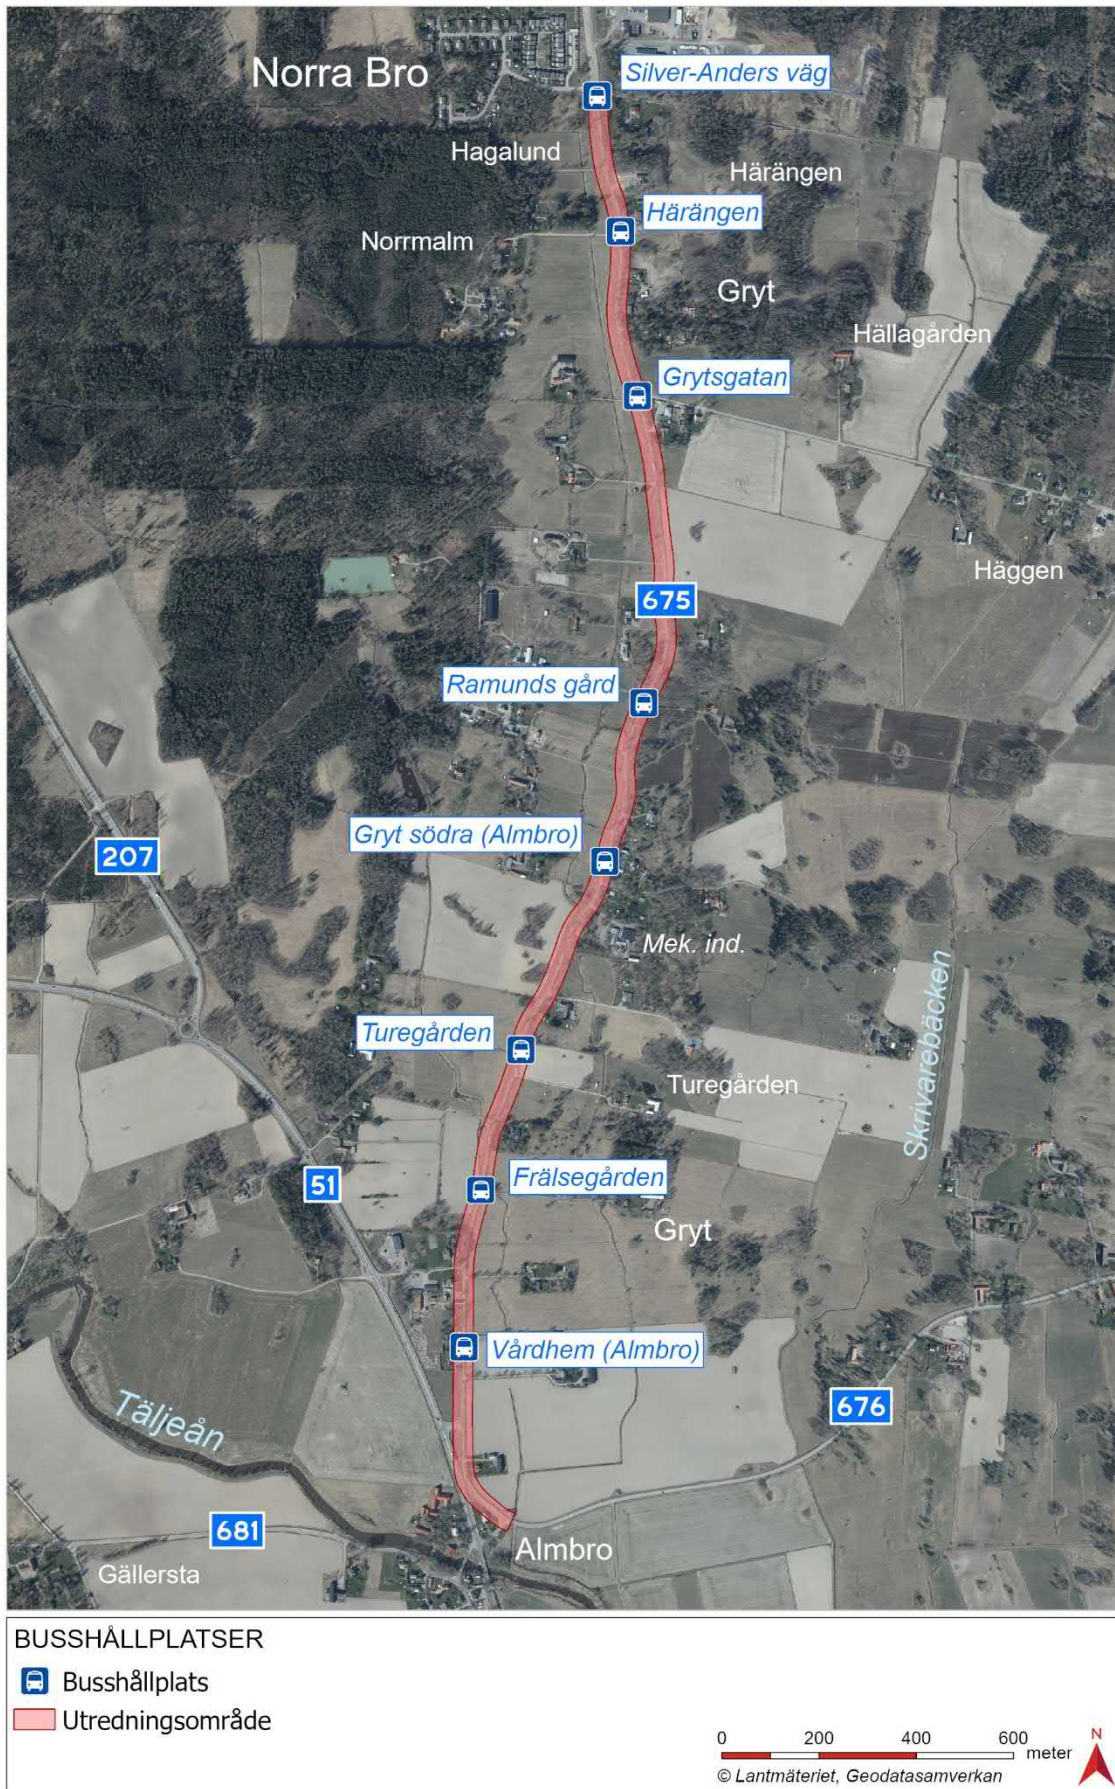 Norra Bro
Silver-Anders väg
Hagalund
Härängen
Härängen
Norrmalm
Gryt
Hällagården
Grytsgatan
Häggen
675
Ramunds gård
Gryt södra (Almbro)
207
Mek. ind.
Skrivarebäcken
Turegården
Turegården
51
Frälsegården
Gryt
Vårdhem (Almbro)
Täljeån
676
681
Almbro
Gällersta
BUSSHÅLLPLATSER
Busshållplats
Utredningsområde
0 200 400 600 meter
N
© Lantmäteriet, Geodatasamverkan